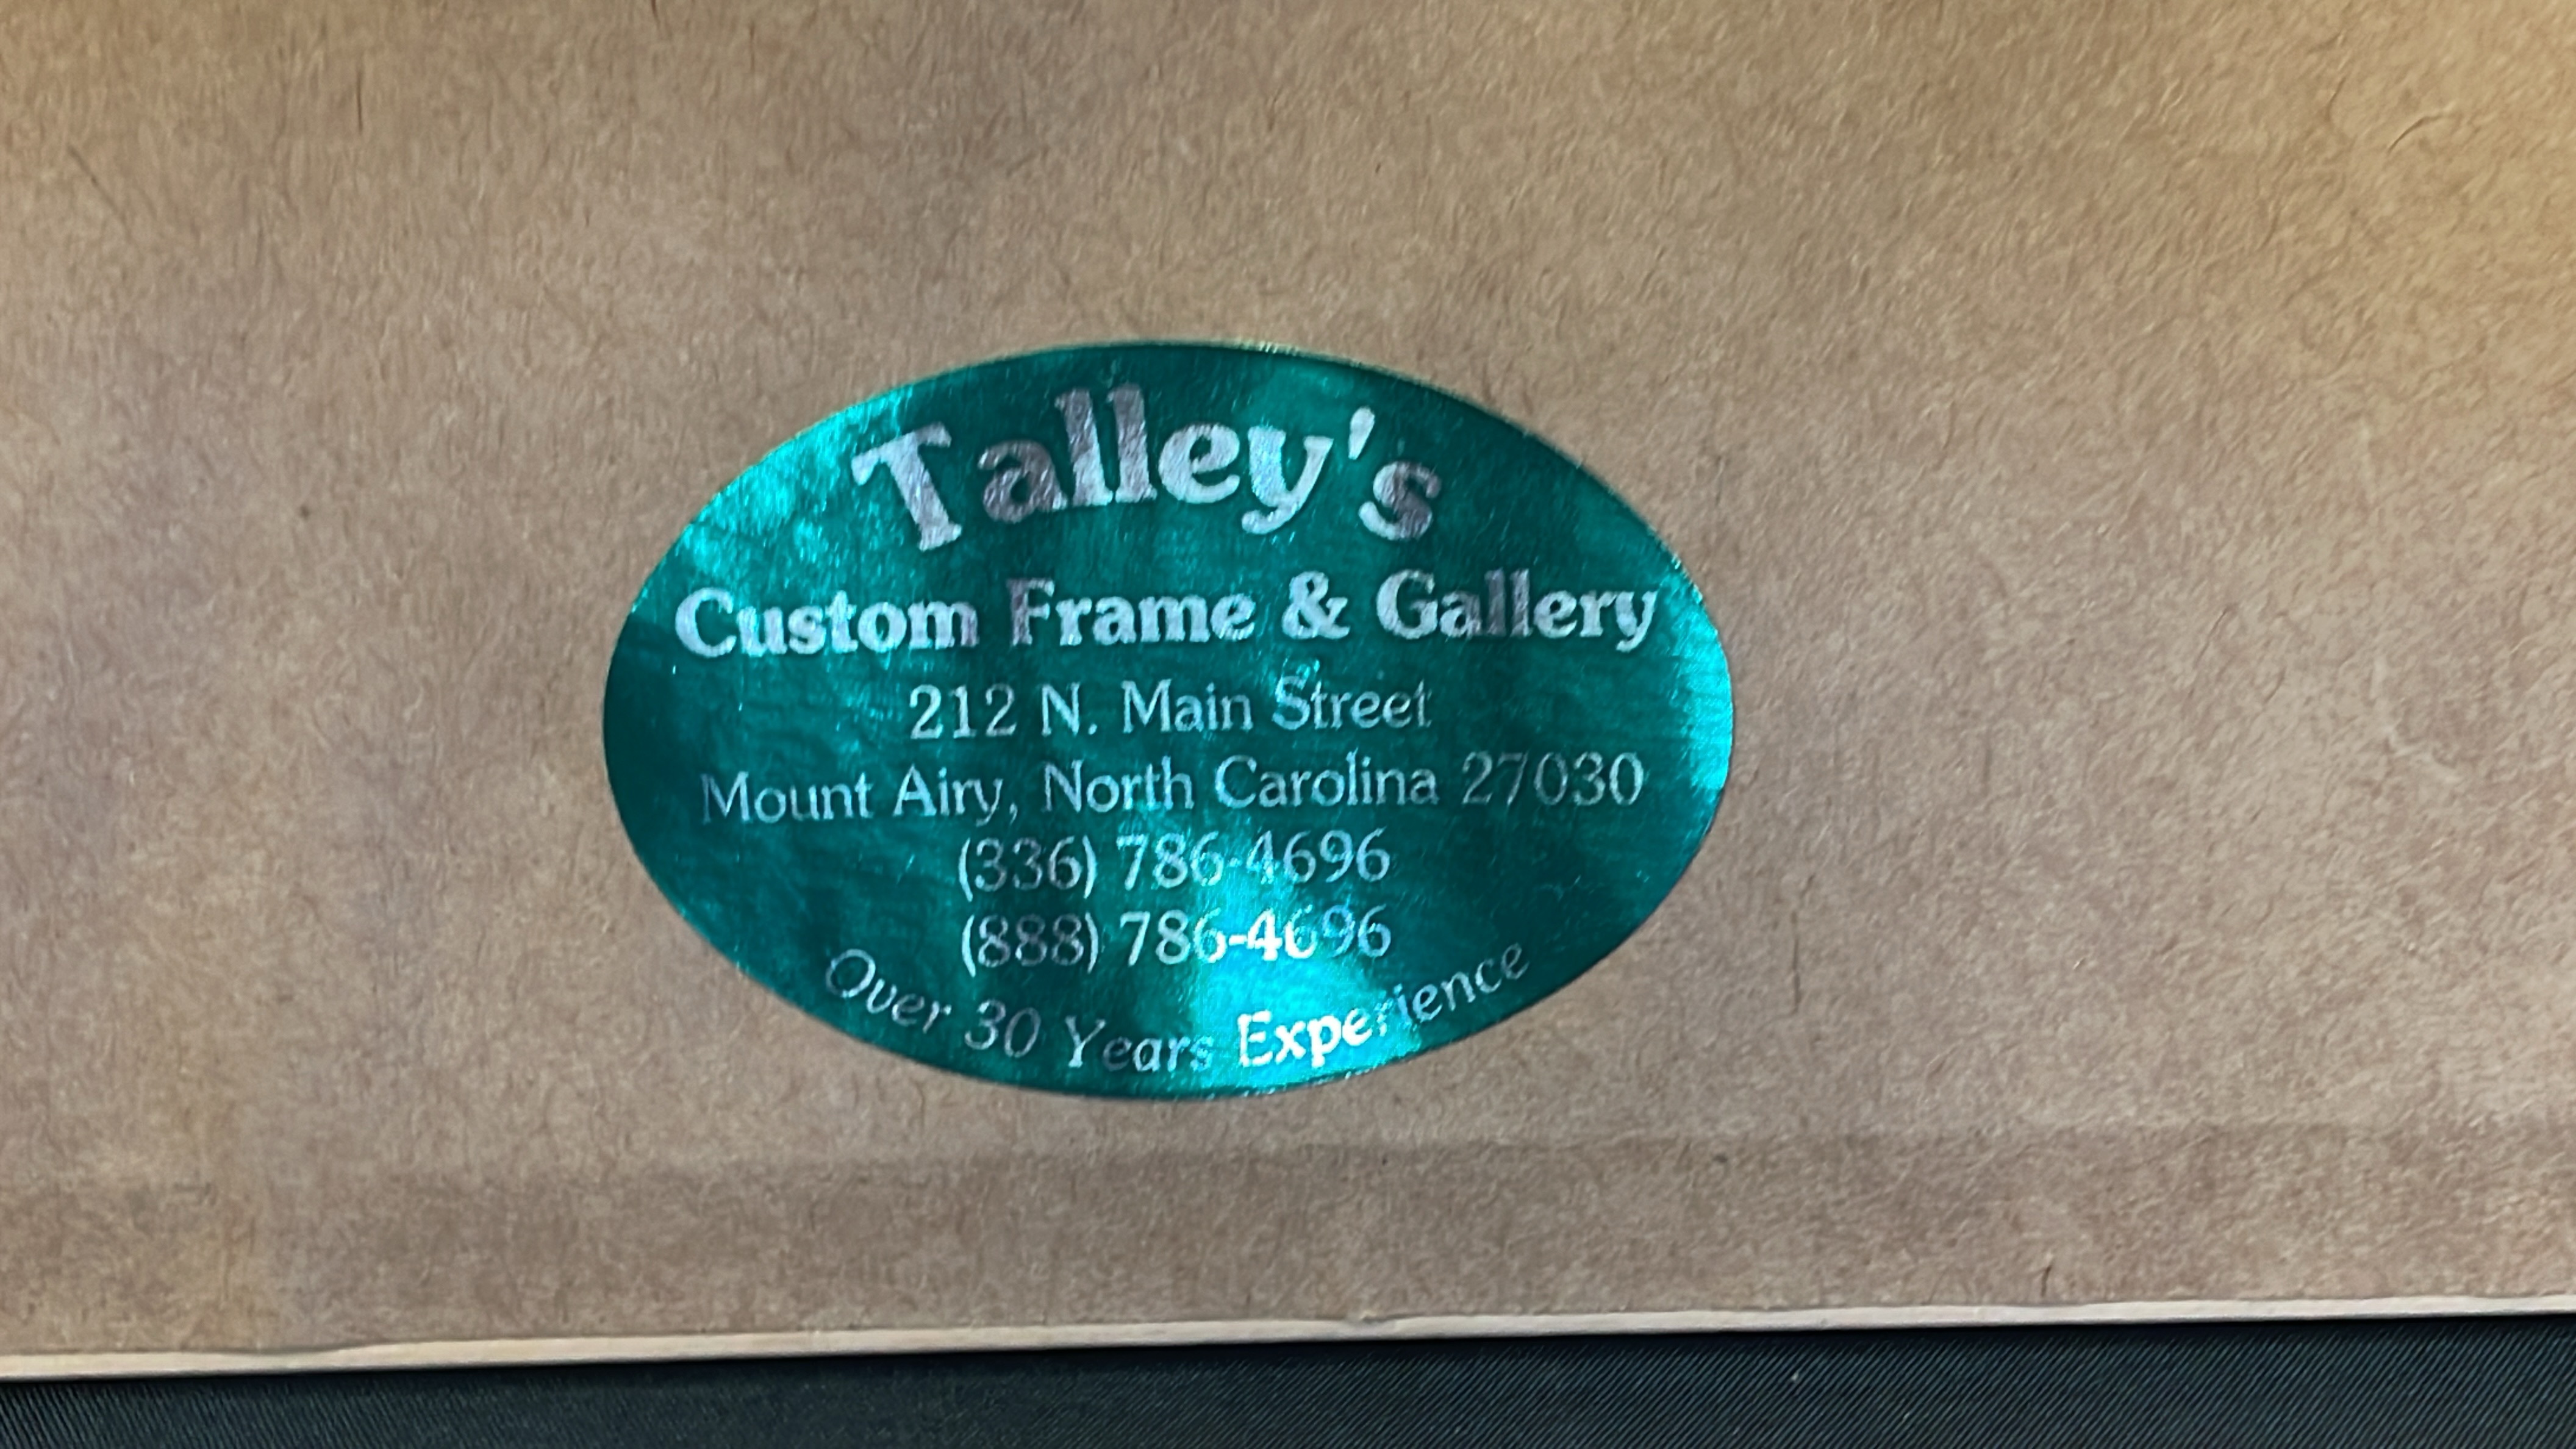 Talley's
Custom Frame & Gallery
212 N. Main Street
Mount Airy, North Carolina 27030
(336) 786-4696
(888) 786-4696
Over 30 Years Experience